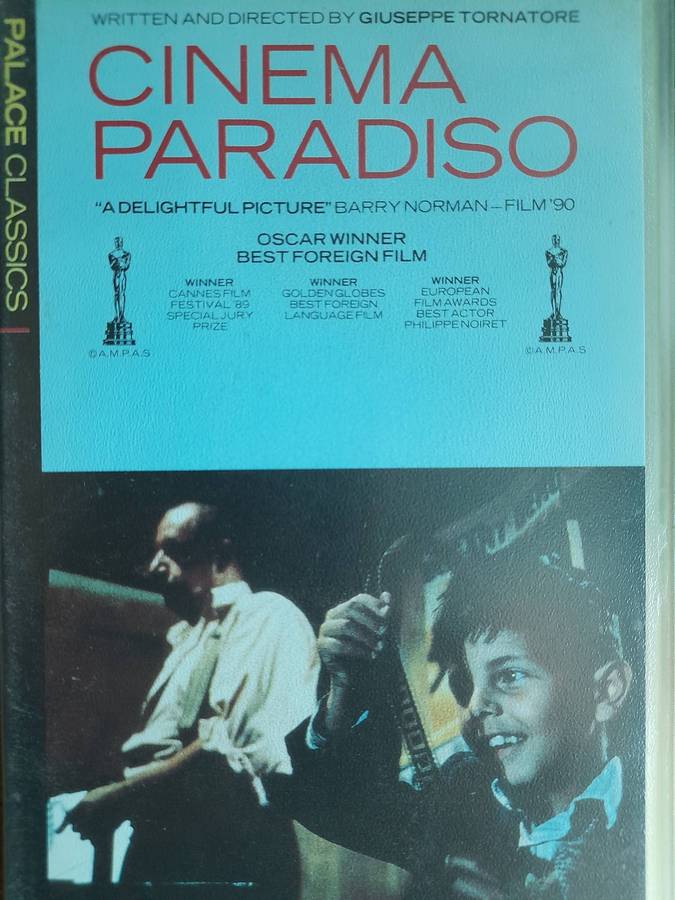 PALACE CLASSICS
WRITTEN AND DIRECTED BY GIUSEPPE TORNATORE
CINEMA
PARADISO
"A DELIGHTFUL PICTURE" BARRY NORMAN – FILM '90
OSCAR WINNER
BEST FOREIGN FILM
WINNER
CANNES FILM
FESTIVAL '89
SPECIAL JURY
PRIZE
WINNER
GOLDEN GLOBES
BEST FOREIGN
LANGUAGE FILM
WINNER
EUROPEAN
FILM AWARDS
BEST ACTOR
PHILIPPE NOIRET
©A.M.P.A.S
©A.M.P.A.S